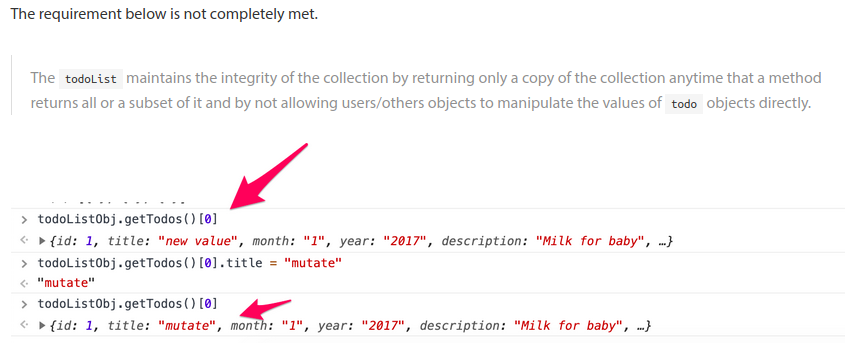 The requirement below is not completely met.
The todoList maintains the integrity of the collection by returning only a copy of the collection anytime that a method
returns all or a subset of it and by not allowing users/others objects to manipulate the values of todo objects directly.
> todoListObj.getTodos()[0]
<· ▶{id: 1, title: "new value", month: "1", year: "2017", description: "Milk for baby", …}
> todoListObj.getTodos()[0].title = "mutate"
<· "mutate"
> todoListObj.getTodos()[0]
<· ▶{id: 1, title: "mutate", month: "1", year: "2017", description: "Milk for baby", …}